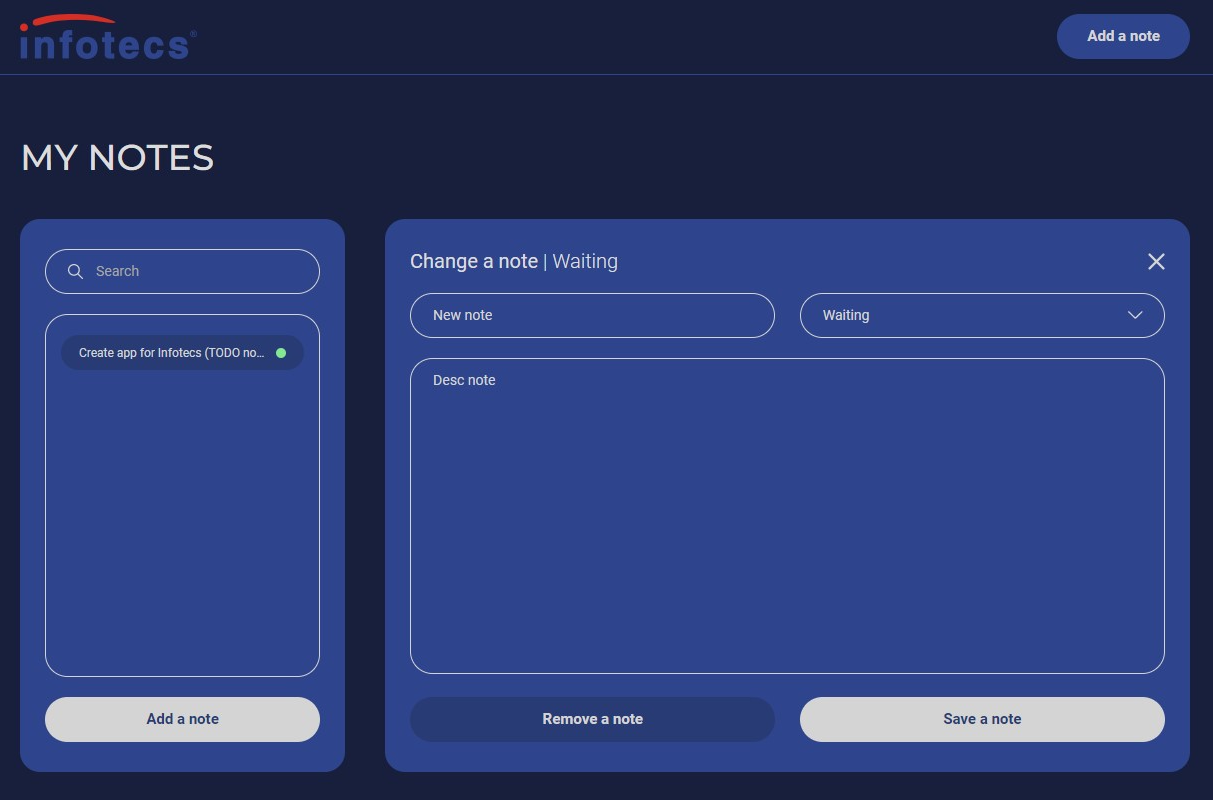 infotecs®
Add a note
MY NOTES
Search
Create app for Infotecs (TODO no...
Add a note
Change a note | Waiting
New note
Waiting
Desc note
Remove a note
Save a note